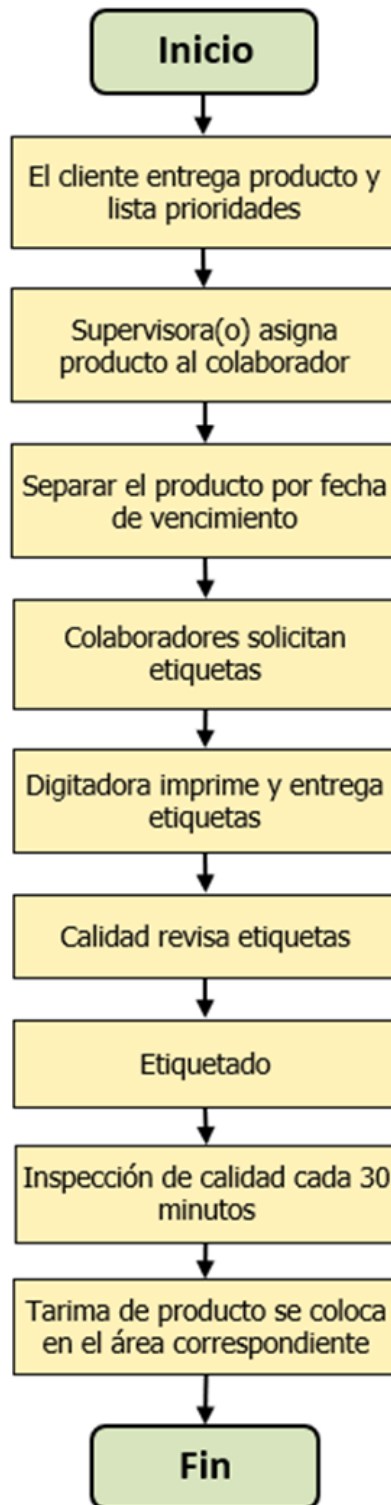 Inicio
El cliente entrega producto y
lista prioridades
Supervisora(o) asigna
producto al colaborador
Separar el producto por fecha
de vencimiento
Colaboradores solicitan
etiquetas
Digitadora imprime y entrega
etiquetas
Calidad revisa etiquetas
Etiquetado
Inspección de calidad cada 30
minutos
Tarima de producto se coloca
en el área correspondiente
Fin